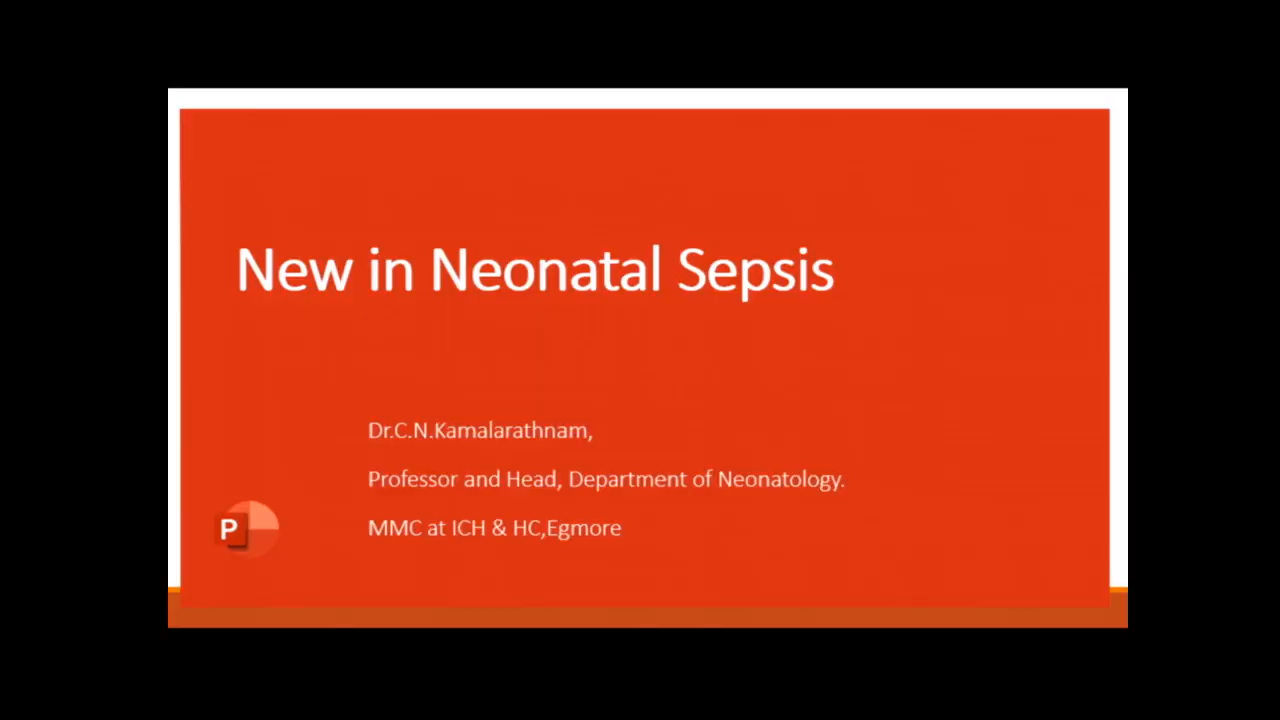 New in Neonatal Sepsis
Dr.C.N.Kamalarathnam,
Professor and Head, Department of Neonatology.
MMC at ICH & HC,Egmore
P